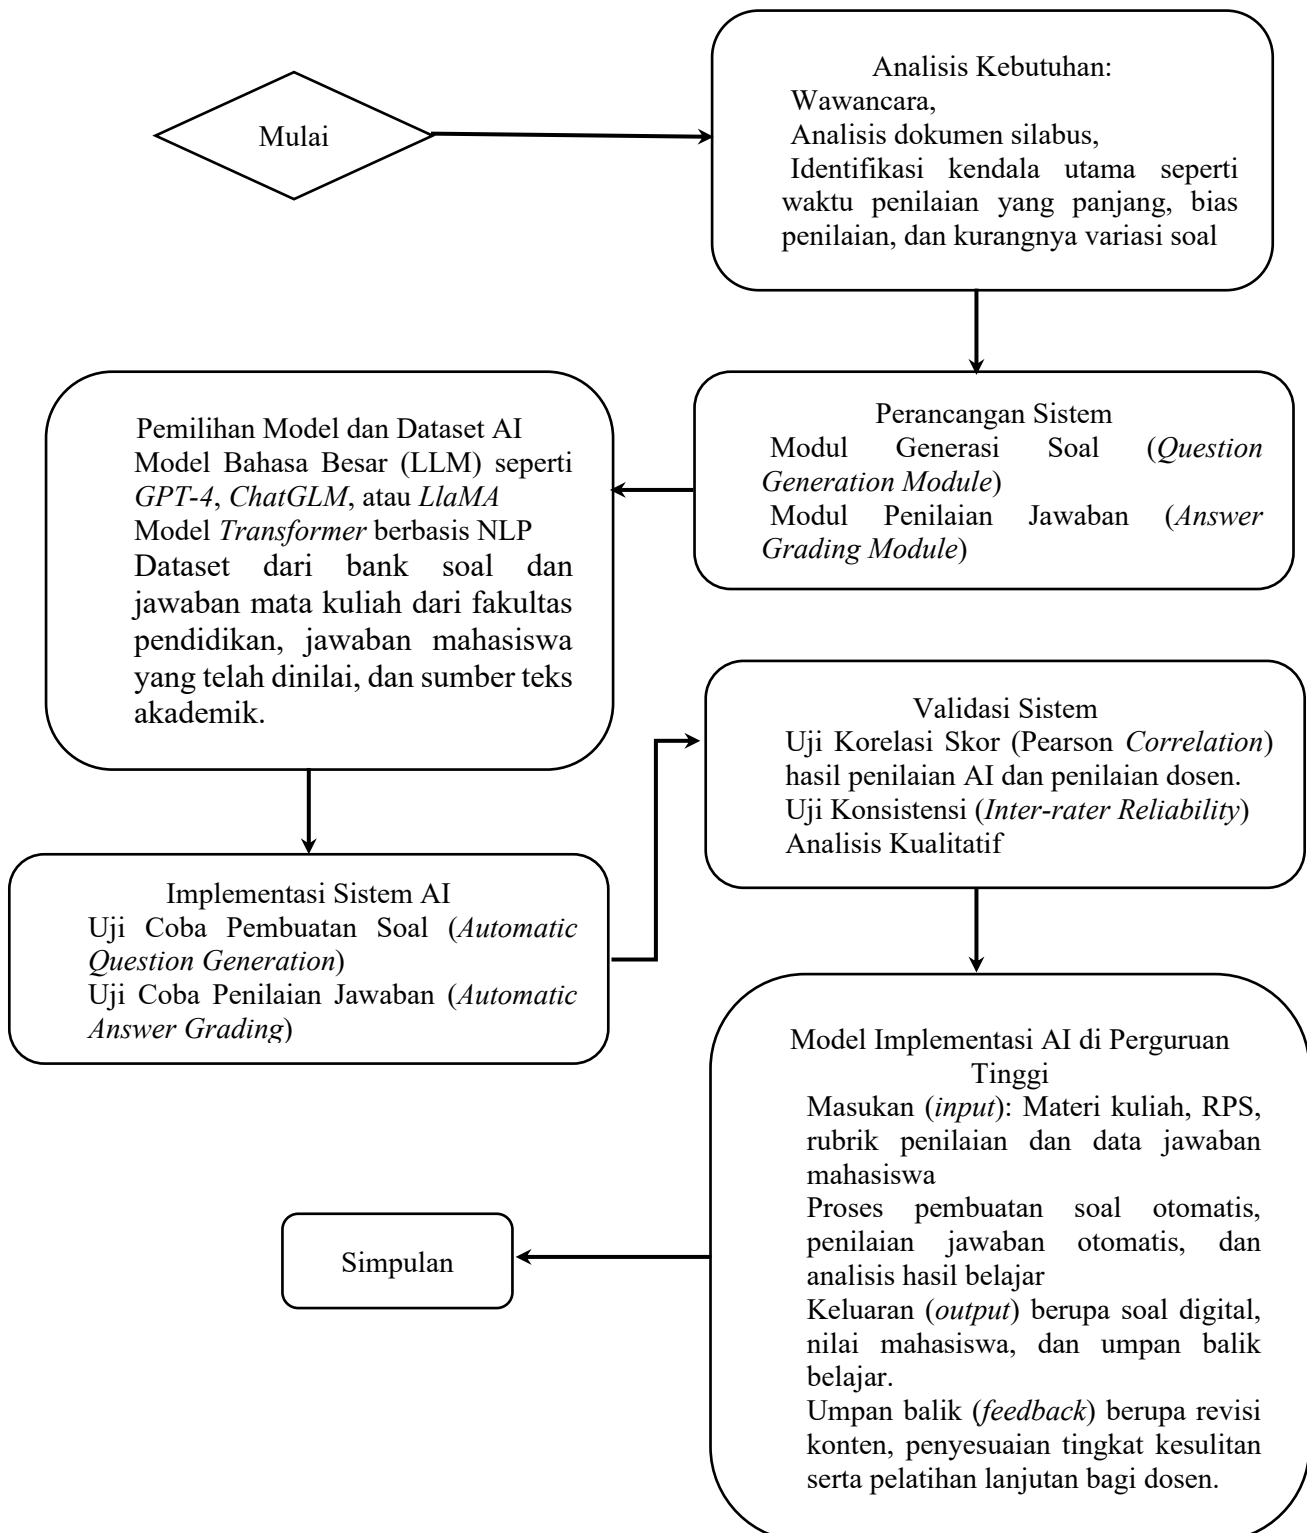 Mulai
Analisis Kebutuhan:
Wawancara,
Analisis dokumen silabus,
Identifikasi kendala utama seperti
waktu penilaian yang panjang, bias
penilaian, dan kurangnya variasi soal
Perancangan Sistem
Modul Generasi Soal (Question
Generation Module)
Modul Penilaian Jawaban (Answer
Grading Module)
Pemilihan Model dan Dataset AI
Model Bahasa Besar (LLM) seperti
GPT-4, ChatGLM, atau LlaMA
Model Transformer berbasis NLP
Dataset dari bank soal dan
jawaban mata kuliah dari fakultas
pendidikan, jawaban mahasiswa
yang telah dinilai, dan sumber teks
akademik.
Implementasi Sistem AI
Uji Coba Pembuatan Soal (Automatic
Question Generation)
Uji Coba Penilaian Jawaban (Automatic
Answer Grading)
Validasi Sistem
Uji Korelasi Skor (Pearson Correlation)
hasil penilaian AI dan penilaian dosen.
Uji Konsistensi (Inter-rater Reliability)
Analisis Kualitatif
Model Implementasi AI di Perguruan
Tinggi
Masukan (input): Materi kuliah, RPS,
rubrik penilaian dan data jawaban
mahasiswa
Proses pembuatan soal otomatis,
penilaian jawaban otomatis, dan
analisis hasil belajar
Keluaran (output) berupa soal digital,
nilai mahasiswa, dan umpan balik
belajar.
Umpan balik (feedback) berupa revisi
konten, penyesuaian tingkat kesulitan
serta pelatihan lanjutan bagi dosen.
Simpulan